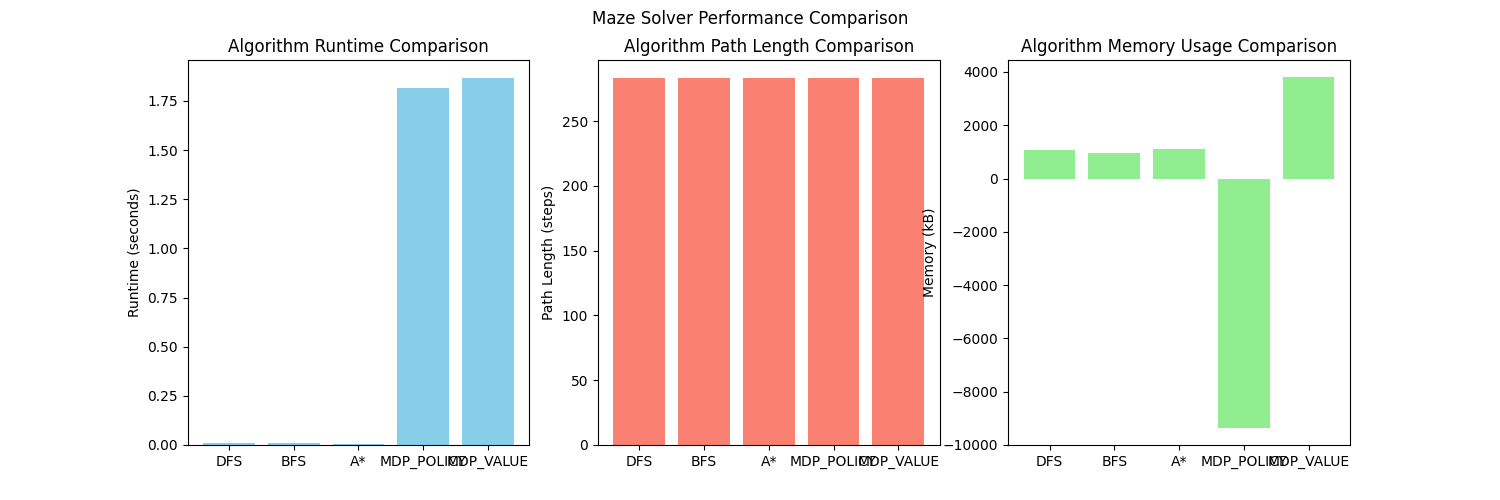 Maze Solver Performance Comparison
Algorithm Runtime Comparison
Runtime (seconds)
1.75
1.50
1.25
1.00
0.75
0.50
0.25
0.00
DFS BFS A* MDP_POLICY MDP_VALUE
Algorithm Path Length Comparison
Path Length (steps)
250
200
150
100
50
0
DFS BFS A* MDP_POLICY MDP_VALUE
Algorithm Memory Usage Comparison
Memory (kB)
4000
2000
0
−2000
−4000
−6000
−8000
−10000
DFS BFS A* MDP_POLICY MDP_VALUE